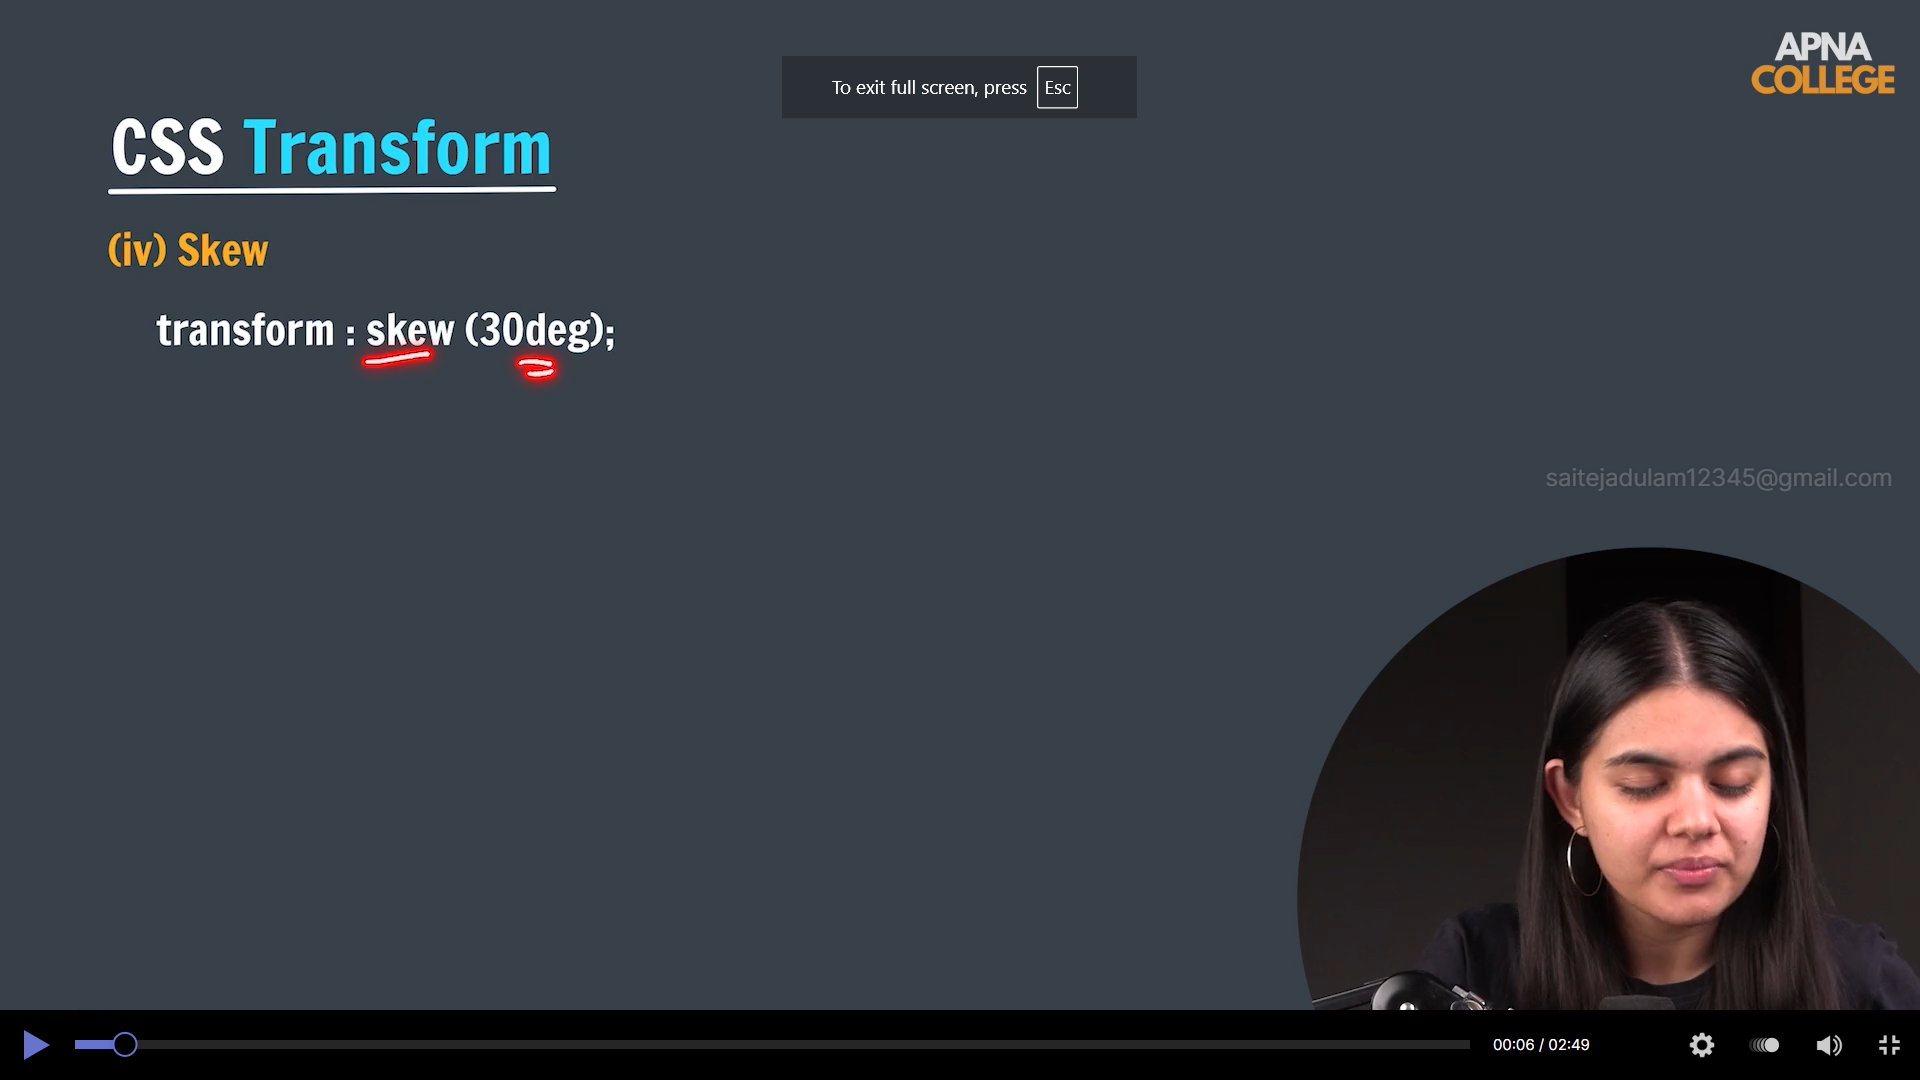 APNA
COLLEGE
To exit full screen, press Esc
CSS Transform
(iv) Skew
transform : skew (30deg);
saitejadulam12345@gmail.com
00:06 / 02:49